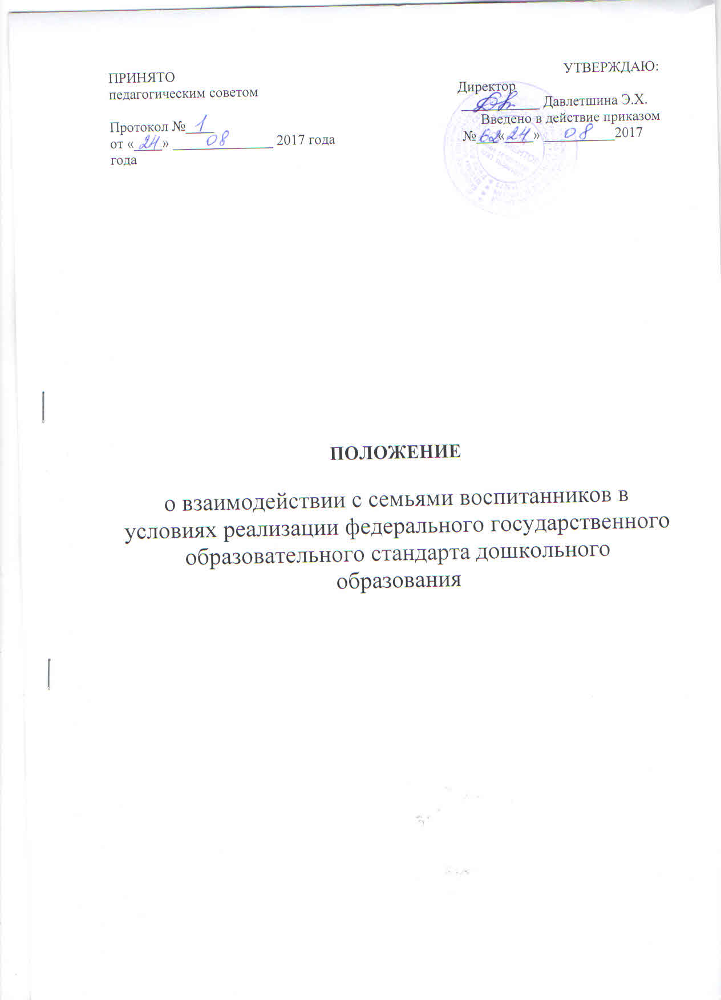 ПРИНЯТО
педагогическим советом
Протокол № 1
от «24» 08 2017 года
года
УТВЕРЖДАЮ:
Директор
Давлетшина Э.Х.
Введено в действие приказом
№ 62 «24» 08 2017
ПОЛОЖЕНИЕ
о взаимодействии с семьями воспитанников в
условиях реализации федерального государственного
образовательного стандарта дошкольного
образования